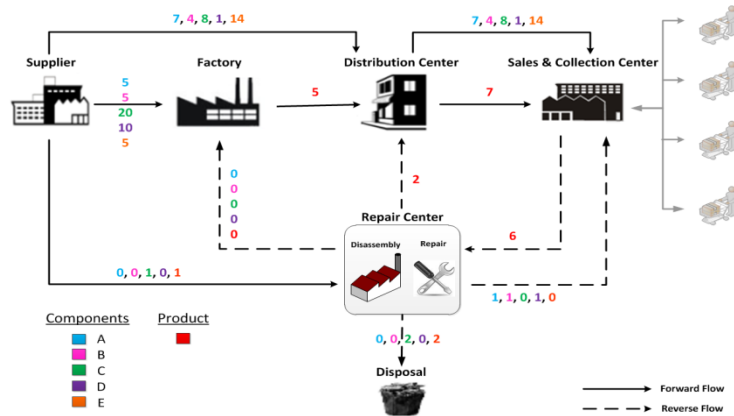 7, 4, 8, 1, 14
7, 4, 8, 1, 14
Supplier
Factory
Distribution Center
Sales & Collection Center
5
5
20
10
5
5
7
0
0
0
0
0
2
Repair Center
Disassembly
Repair
6
0, 0, 1, 0, 1
1, 1, 0, 1, 0
Components
Product
A
B
C
D
E
0, 0, 2, 0, 2
Disposal
Forward Flow
Reverse Flow